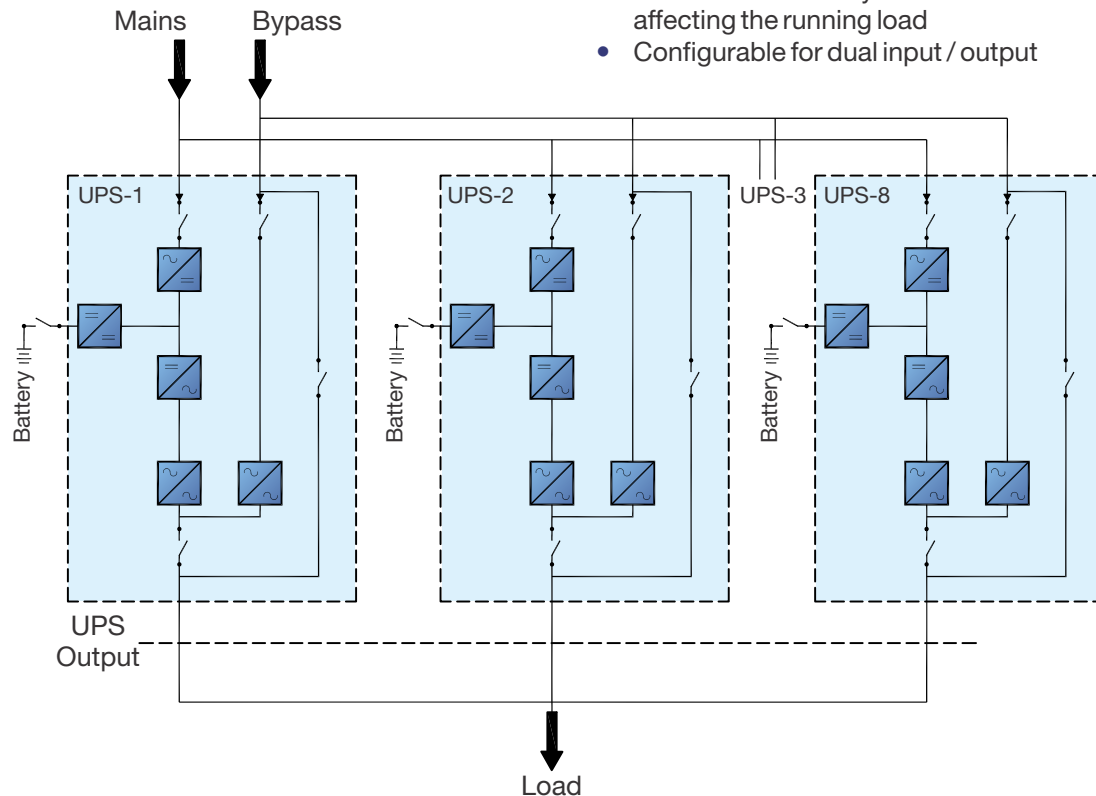 affecting the running load
• Configurable for dual input / output
Mains
Bypass
UPS-1
UPS-2
UPS-3
UPS-8
Battery
Battery
Battery
UPS
Output
Load